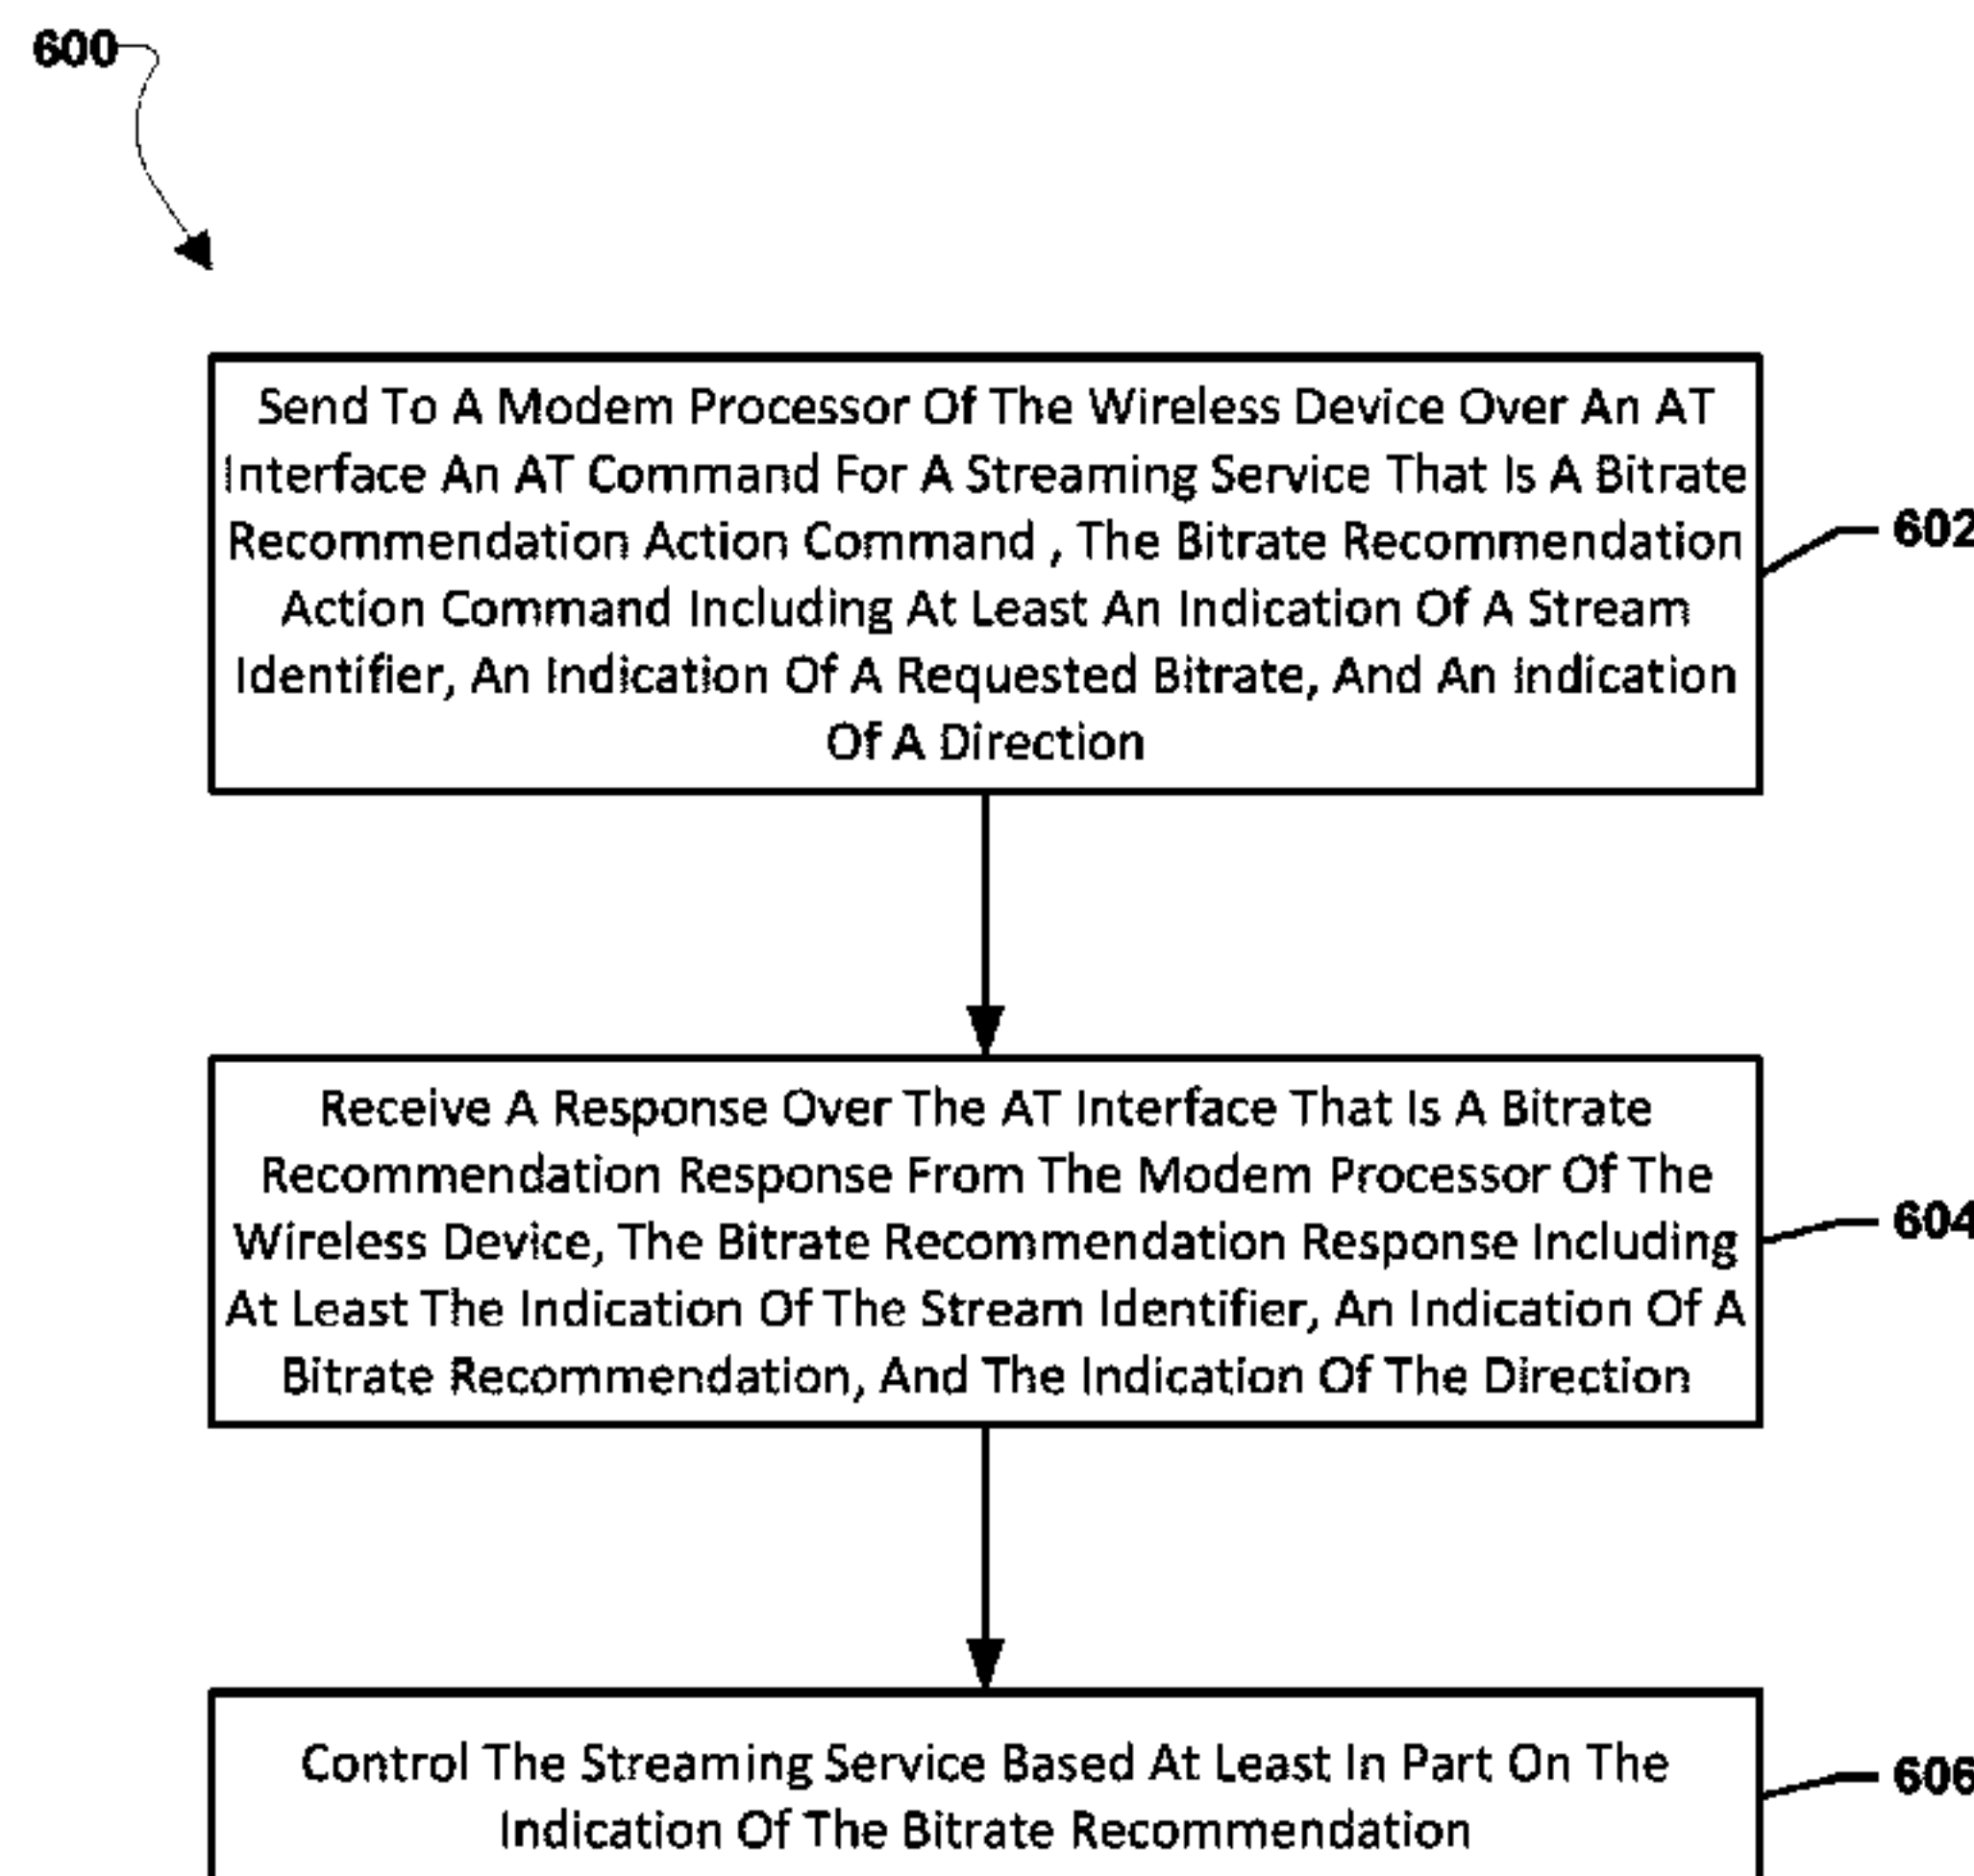 600
Send To A Modem Processor Of The Wireless Device Over An AT
Interface An AT Command For A Streaming Service That Is A Bitrate
Recommendation Action Command , The Bitrate Recommendation
Action Command Including At Least An Indication Of A Stream
Identifier, An Indication Of A Requested Bitrate, And An Indication
Of A Direction
602
Receive A Response Over The AT Interface That Is A Bitrate
Recommendation Response From The Modem Processor Of The
Wireless Device, The Bitrate Recommendation Response Including
At Least The Indication Of The Stream Identifier, An Indication Of A
Bitrate Recommendation, And The Indication Of The Direction
604
Control The Streaming Service Based At Least In Part On The
Indication Of The Bitrate Recommendation
606